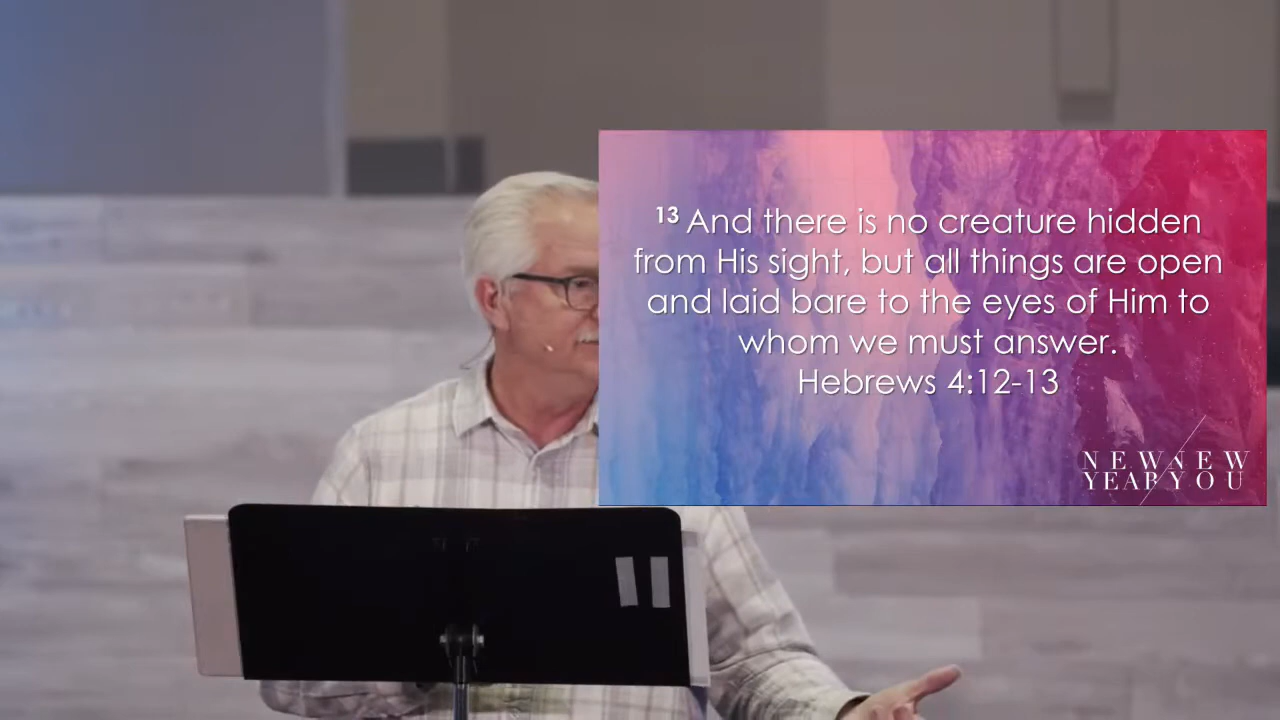 13 And there is no creature hidden
from His sight, but all things are open
and laid bare to the eyes of Him to
whom we must answer.
Hebrews 4:12-13
NEW NEW
YEAR YOU